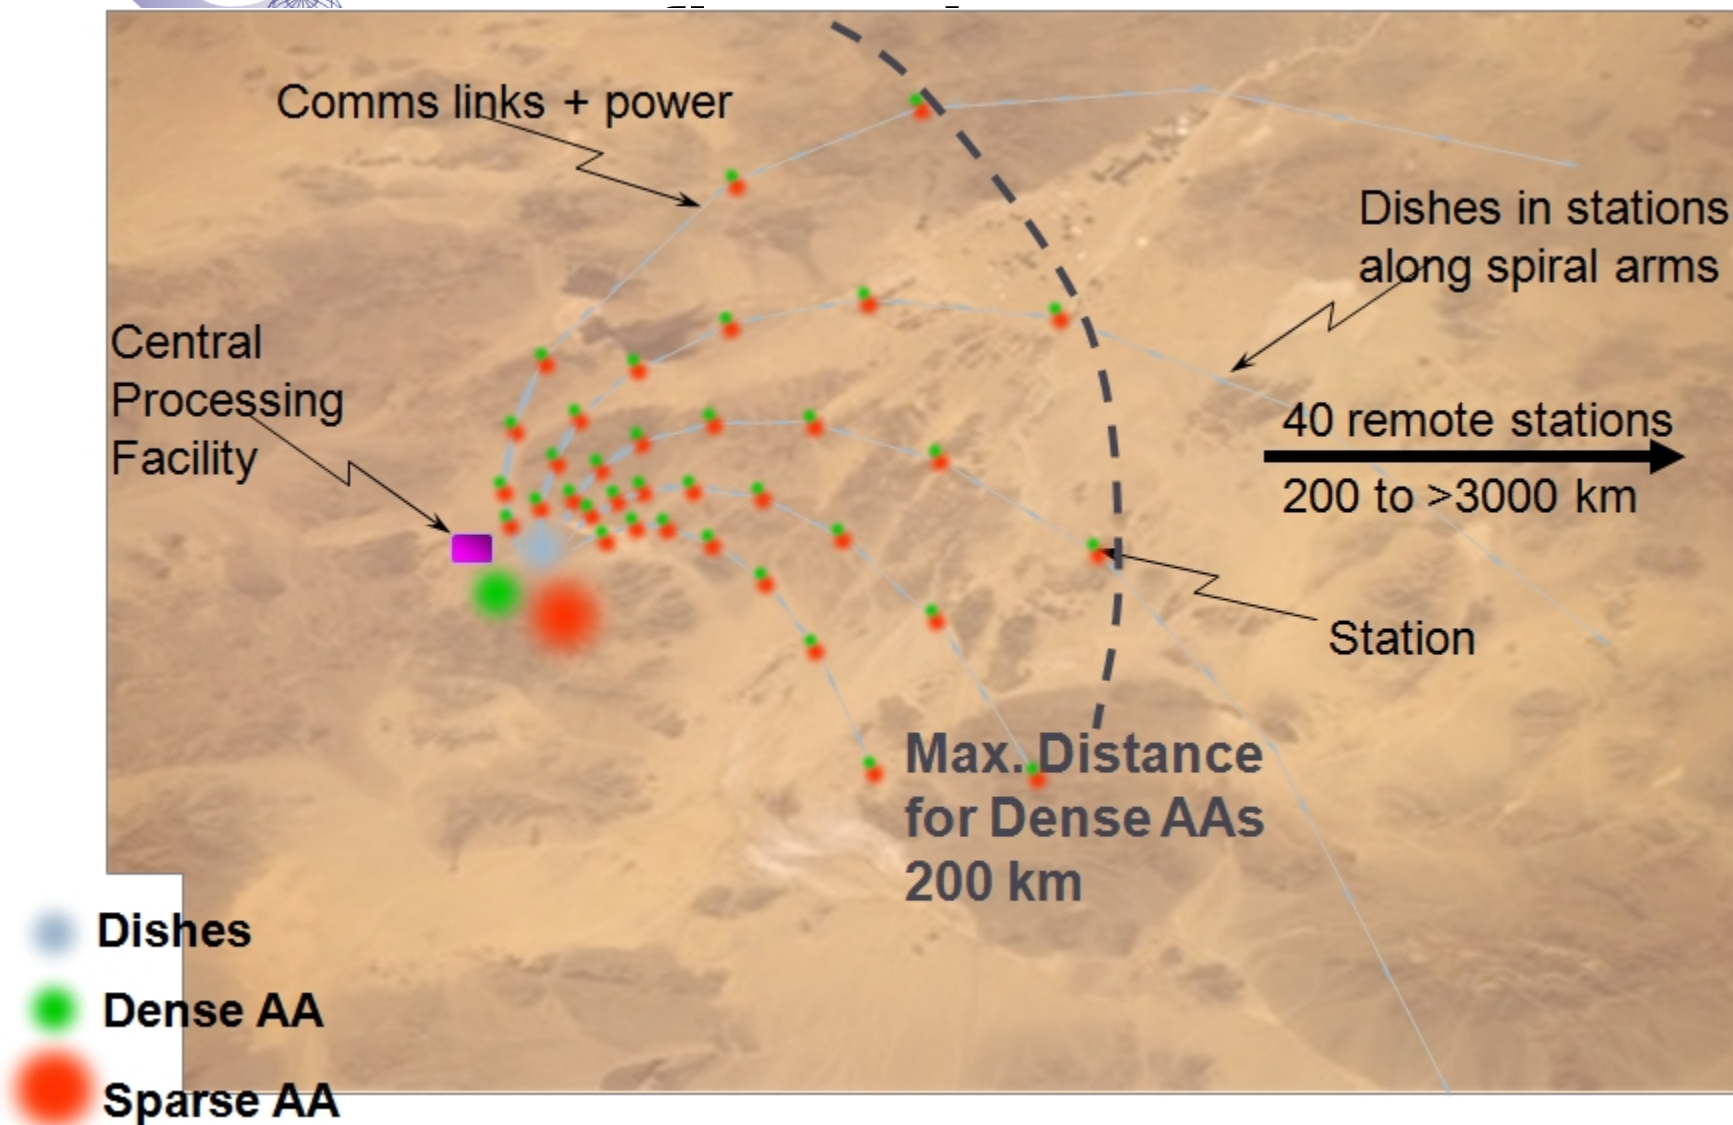 Comms links + power
Dishes in stations
along spiral arms
Central
Processing
Facility
40 remote stations
200 to >3000 km
Station
Max. Distance
for Dense AAs
200 km
Dishes
Dense AA
Sparse AA